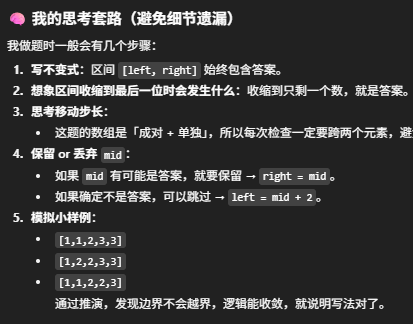 🧠 我的思考套路（避免细节遗漏）
我做题时一般会有几个步骤：
1. 写不变式：区间 [left, right] 始终包含答案。
2. 想象区间收缩到最后一位时会发生什么：收缩到只剩一个数，就是答案。
3. 思考移动步长：
• 这题的数组是「成对 + 单独」，所以每次检查一定要跨两个元素，避
4. 保留 or 丢弃 mid：
• 如果 mid 有可能是答案，就要保留 → right = mid。
• 如果确定不是答案，可以跳过 → left = mid + 2。
5. 模拟小样例：
• [1,1,2,3,3]
• [1,2,2,3,3]
• [1,1,2,2,3]
通过推演，发现边界不会越界，逻辑能收敛，就说明写法对了。